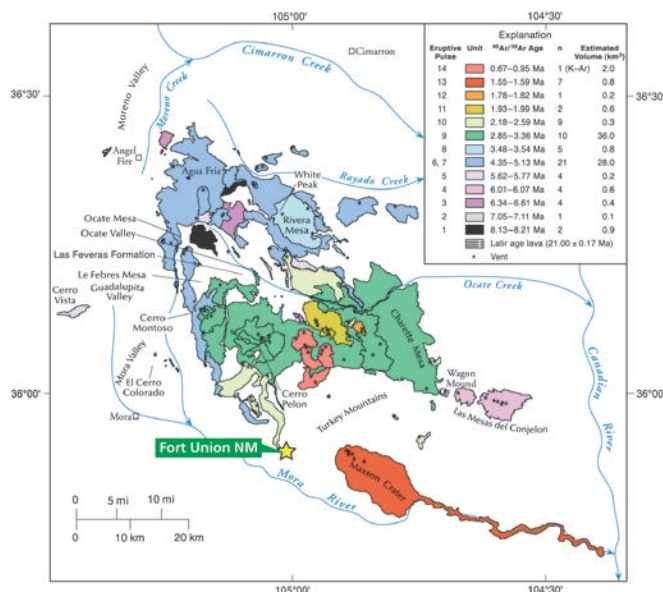 105°00'
104°30'
Explanation
Eruptive Pulse Unit ⁴⁰Ar/³⁹Ar Age n Estimated Volume (km³)
14 0.67–0.95 Ma 1 (K–Ar) 2.0
13 1.55–1.59 Ma 7 0.8
12 1.78–1.82 Ma 1 0.2
11 1.93–1.99 Ma 2 0.6
10 2.18–2.59 Ma 9 0.3
9 2.85–3.36 Ma 10 36.0
8 3.48–3.54 Ma 5 0.8
6, 7 4.35–5.13 Ma 21 28.0
5 5.62–5.77 Ma 4 0.2
4 6.01–6.07 Ma 4 0.6
3 6.34–6.61 Ma 4 0.4
2 7.05–7.11 Ma 1 0.1
1 8.13–8.21 Ma 2 0.9
Latir age lava (21.00 ± 0.17 Ma)
Vent
Cimarron
Cimarron Creek
Moreno Valley
Moreno Creek
36°30'
36°30'
Angel
Fire
Agua Fria
White
Peak
Rayado Creek
Ocate Mesa
Ocate Valley
Rivera
Mesa
Las Feveras Formation
Le Febres Mesa
Guadalupita
Valley
Cerro
Vista
Ocate Creek
Cerro
Montoso
Charette Mesa
Canadian River
Mora Valley
El Cerro
Colorado
Wagon
Mound
36°00'
36°00'
Cerro
Pelon
Las Mesas del Conjelon
Mora
Turkey Mountains
Fort Union NM
Mora River
Maxson Crater
0 5 mi 10 mi
0 10 km 20 km
105°00'
104°30'